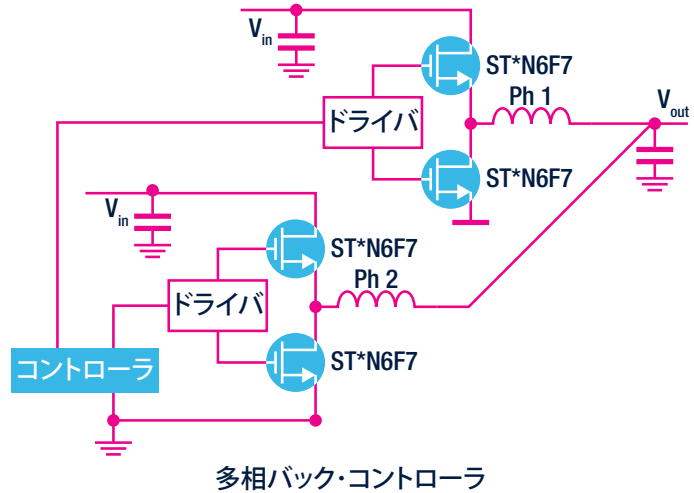 Vin
ST*N6F7
Ph 1
Vout
ドライバ
ST*N6F7
Vin
ST*N6F7
Ph 2
ドライバ
ST*N6F7
コントローラ
多相バック・コントローラ